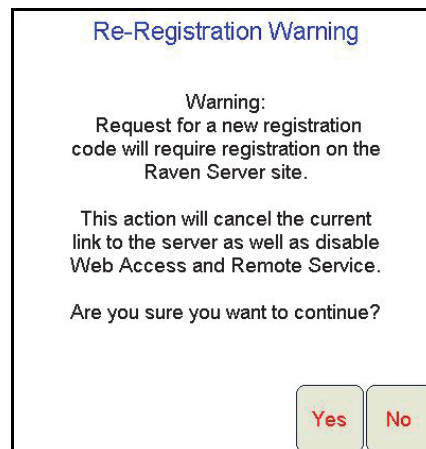 Re-Registration Warning
Warning:
Request for a new registration
code will require registration on the
Raven Server site.
This action will cancel the current
link to the server as well as disable
Web Access and Remote Service.
Are you sure you want to continue?
Yes No